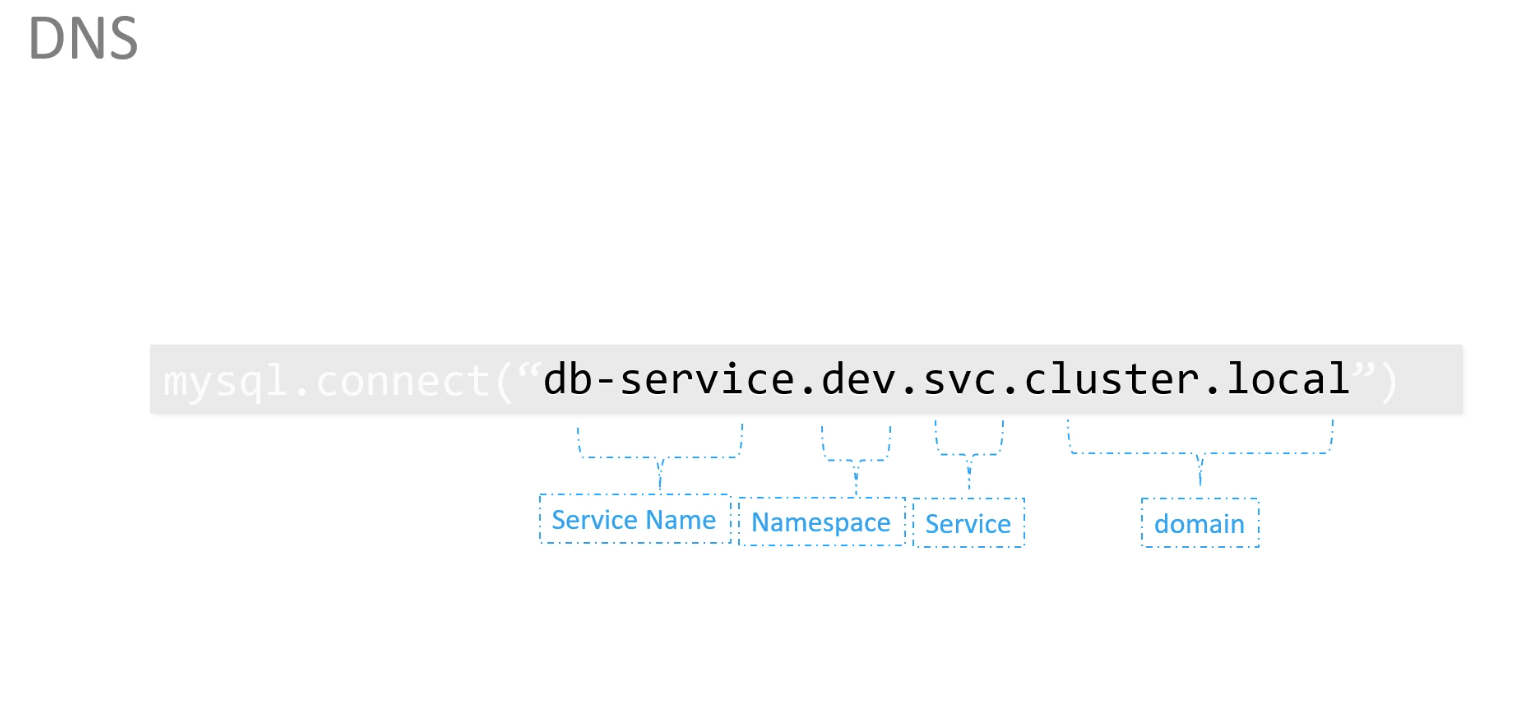 DNS
mysql.connect(“db-service.dev.svc.cluster.local”)
Service Name Namespace Service domain